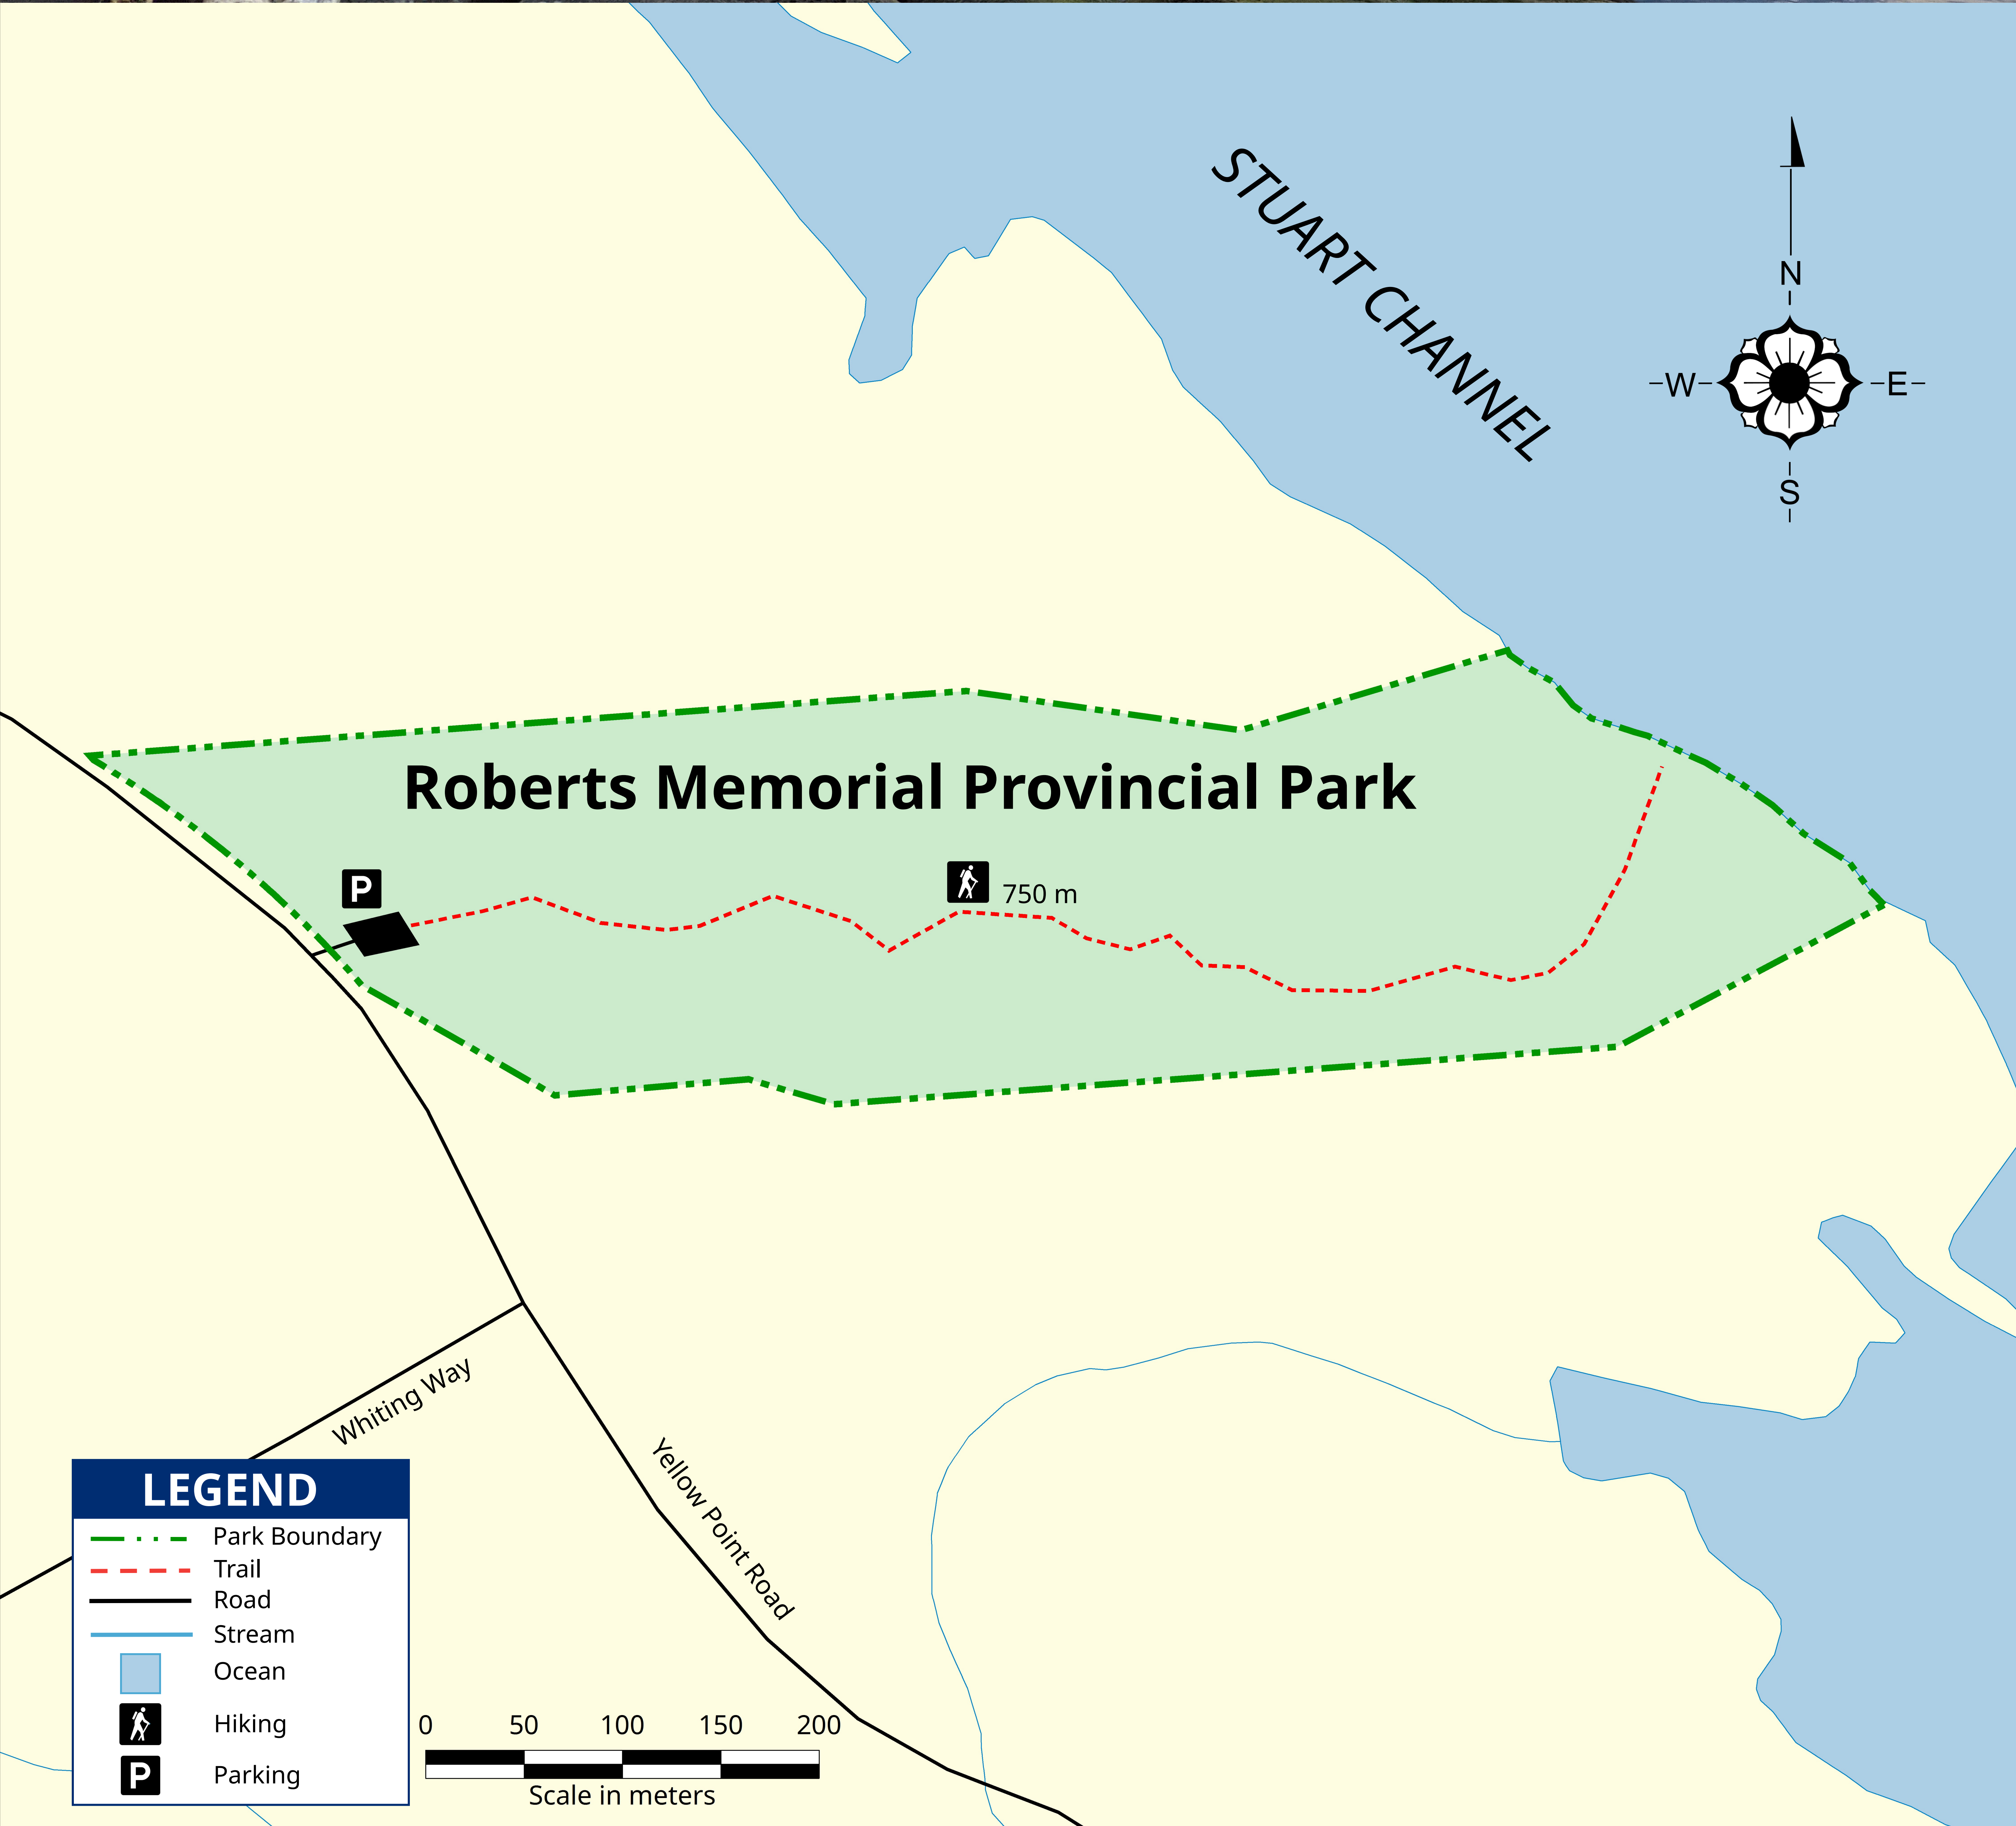 STUART CHANNEL
N
W
E
S
Roberts Memorial Provincial Park
P
750 m
Whiting Way
Yellow Point Road
LEGEND
Park Boundary
Trail
Road
Stream
Ocean
Hiking
P Parking
0 50 100 150 200
Scale in meters